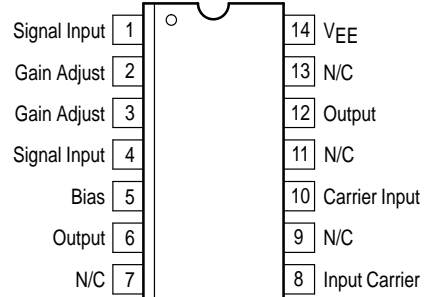 Signal Input 1 14 VEE
Gain Adjust 2 13 N/C
Gain Adjust 3 12 Output
Signal Input 4 11 N/C
Bias 5 10 Carrier Input
Output 6 9 N/C
N/C 7 8 Input Carrier